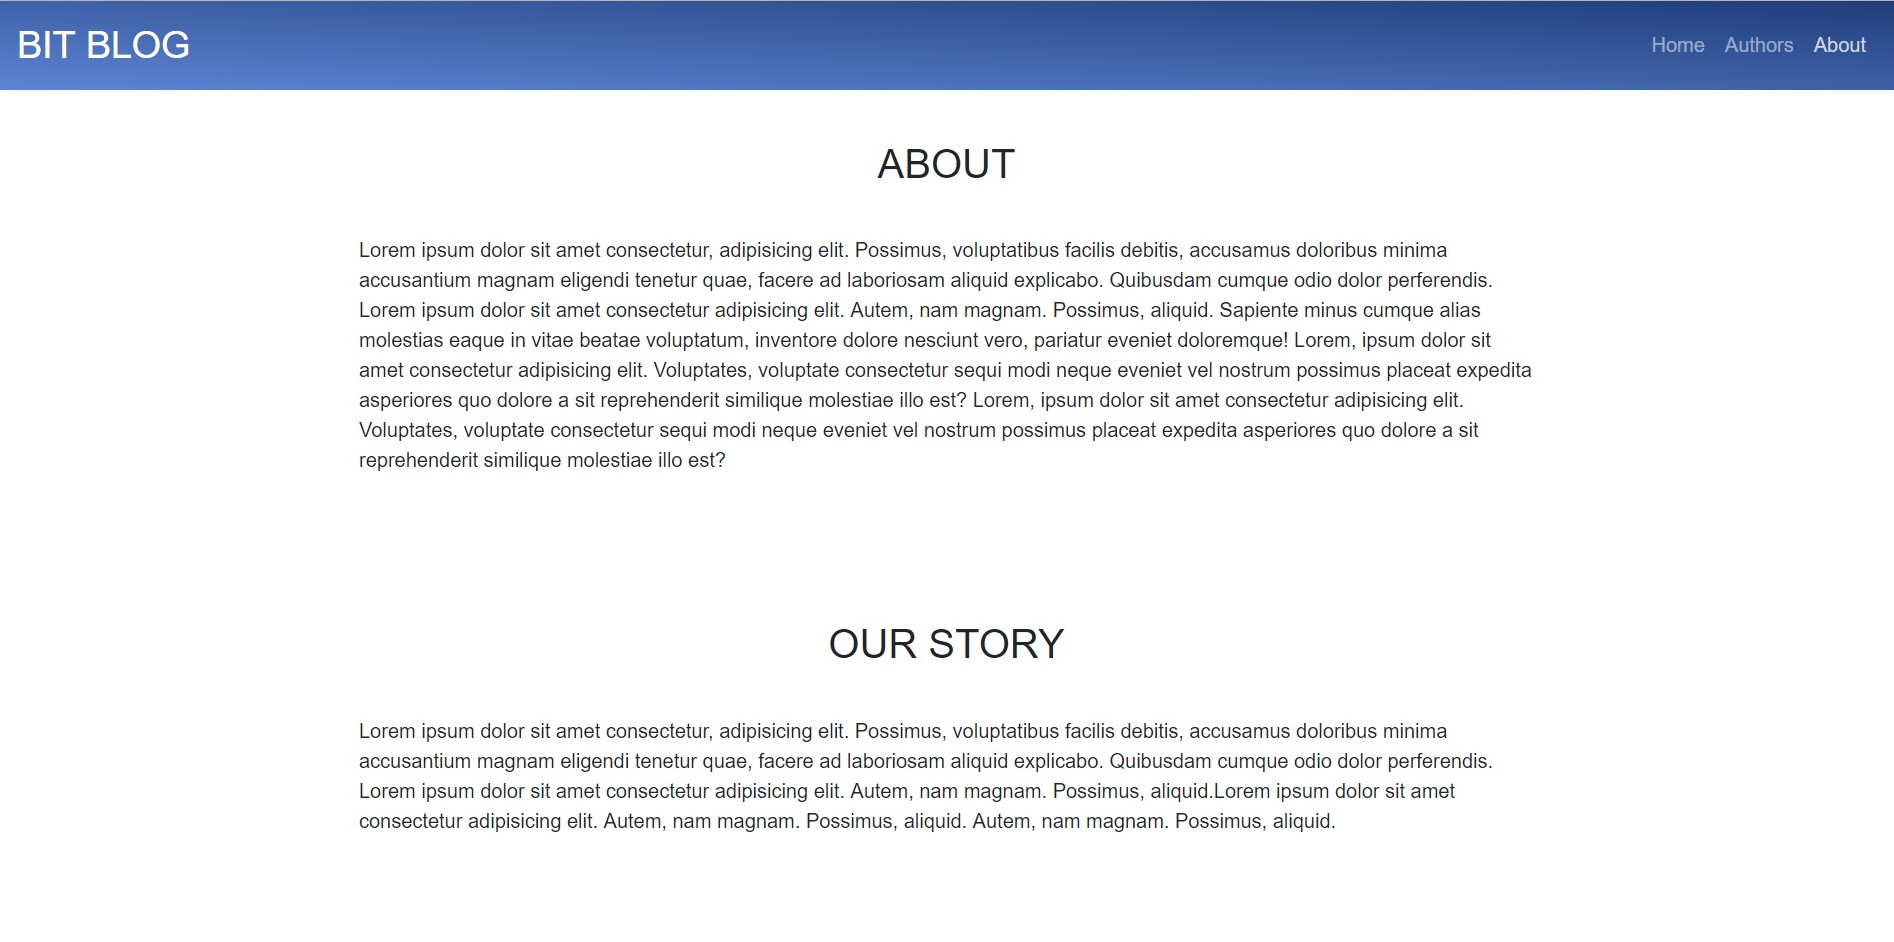 BIT BLOG
Home Authors About
ABOUT
Lorem ipsum dolor sit amet consectetur, adipisicing elit. Possimus, voluptatibus facilis debitis, accusamus doloribus minima
accusantium magnam eligendi tenetur quae, facere ad laboriosam aliquid explicabo. Quibusdam cumque odio dolor perferendis.
Lorem ipsum dolor sit amet consectetur adipisicing elit. Autem, nam magnam. Possimus, aliquid. Sapiente minus cumque alias
molestias eaque in vitae beatae voluptatum, inventore dolore nesciunt vero, pariatur eveniet doloremque! Lorem, ipsum dolor sit
amet consectetur adipisicing elit. Voluptates, voluptate consectetur sequi modi neque eveniet vel nostrum possimus placeat expedita
asperiores quo dolore a sit reprehenderit similique molestiae illo est? Lorem, ipsum dolor sit amet consectetur adipisicing elit.
Voluptates, voluptate consectetur sequi modi neque eveniet vel nostrum possimus placeat expedita asperiores quo dolore a sit
reprehenderit similique molestiae illo est?
OUR STORY
Lorem ipsum dolor sit amet consectetur, adipisicing elit. Possimus, voluptatibus facilis debitis, accusamus doloribus minima
accusantium magnam eligendi tenetur quae, facere ad laboriosam aliquid explicabo. Quibusdam cumque odio dolor perferendis.
Lorem ipsum dolor sit amet consectetur adipisicing elit. Autem, nam magnam. Possimus, aliquid.Lorem ipsum dolor sit amet
consectetur adipisicing elit. Autem, nam magnam. Possimus, aliquid. Autem, nam magnam. Possimus, aliquid.